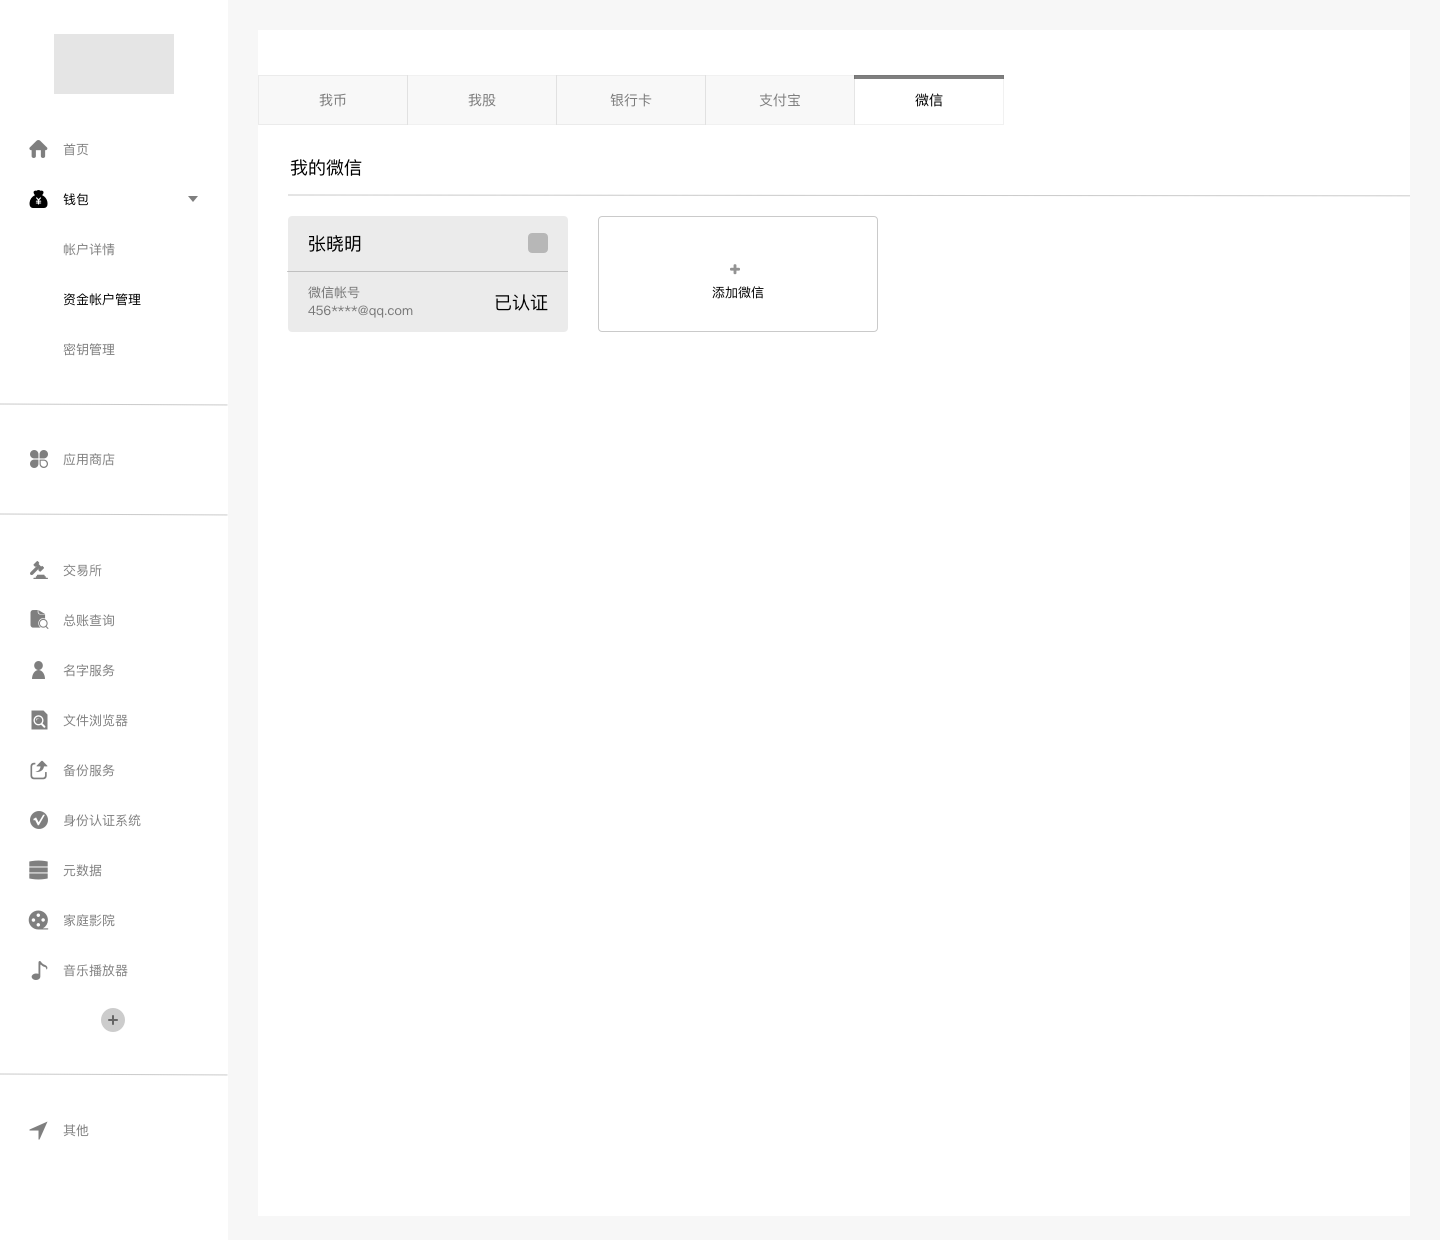 首页
钱包
帐户详情
资金帐户管理
密钥管理
应用商店
交易所
总账查询
名字服务
文件浏览器
备份服务
身份认证系统
元数据
家庭影院
音乐播放器
其他
我币
我股
银行卡
支付宝
微信
我的微信
张晓明
微信帐号
456****@qq.com
已认证
添加微信